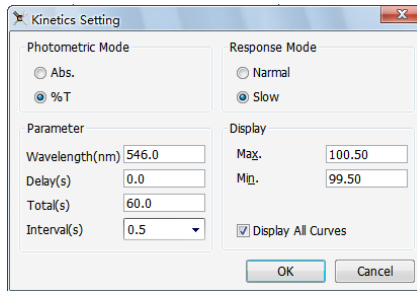 Kinetics Setting
Photometric Mode
Abs.
%T
Response Mode
Normal
Slow
Parameter
Wavelength(nm) 546.0
Delay(s) 0.0
Total(s) 60.0
Interval(s) 0.5
Display
Max. 100.50
Min. 99.50
Display All Curves
OK Cancel